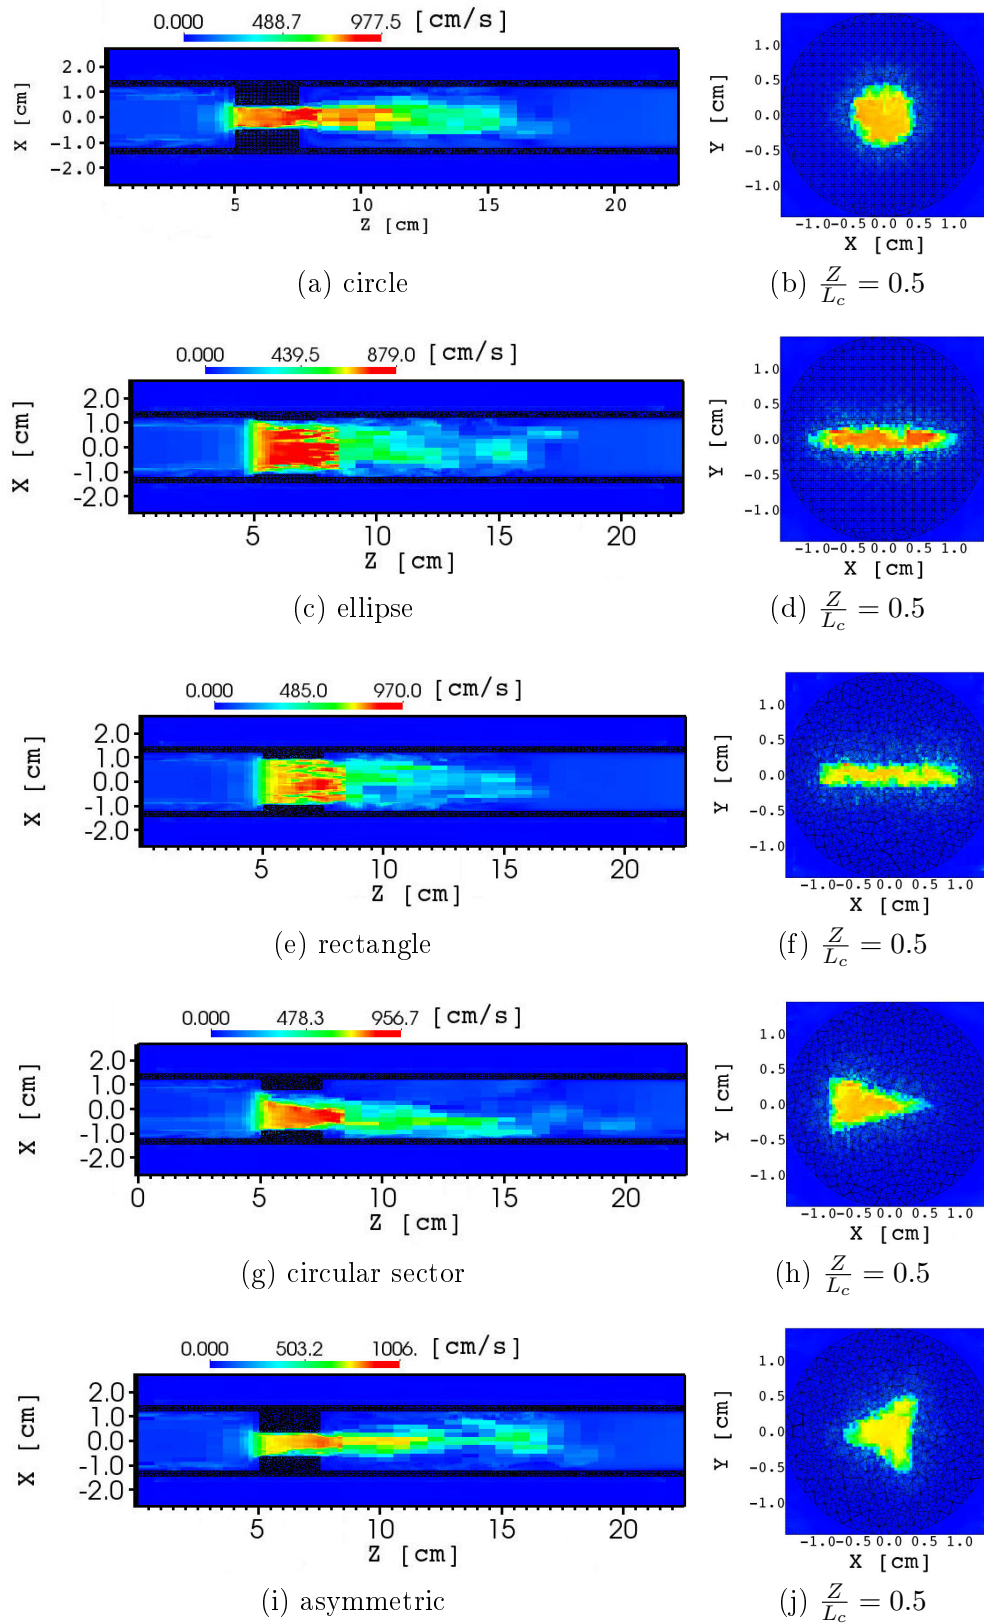 0.000 488.7 977.5 [cm/s]
X [cm]
2.0
1.0
0.0
-1.0
-2.0
5 10 15 20
Z [cm]
Y [cm]
1.0
0.5
0.0
-0.5
-1.0
-1.0 -0.5 0.0 0.5 1.0
X [cm]
(a) circle
(b) Z/L_c = 0.5
0.000 439.5 879.0 [cm/s]
X [cm]
2.0
1.0
0.0
-1.0
-2.0
5 10 15 20
Z [cm]
Y [cm]
1.0
0.5
0.0
-0.5
-1.0
-1.0 -0.5 0.0 0.5 1.0
X [cm]
(c) ellipse
(d) Z/L_c = 0.5
0.000 485.0 970.0 [cm/s]
X [cm]
2.0
1.0
0.0
-1.0
-2.0
5 10 15 20
Z [cm]
Y [cm]
1.0
0.5
0.0
-0.5
-1.0
-1.0 -0.5 0.0 0.5 1.0
X [cm]
(e) rectangle
(f) Z/L_c = 0.5
0.000 478.3 956.7 [cm/s]
X [cm]
2.0
1.0
0.0
-1.0
-2.0
0 5 10 15 20
Z [cm]
Y [cm]
1.0
0.5
0.0
-0.5
-1.0
-1.0 -0.5 0.0 0.5 1.0
X [cm]
(g) circular sector
(h) Z/L_c = 0.5
0.000 503.2 1006. [cm/s]
X [cm]
2.0
1.0
0.0
-1.0
-2.0
5 10 15 20
Z [cm]
Y [cm]
1.0
0.5
0.0
-0.5
-1.0
-1.0 -0.5 0.0 0.5 1.0
X [cm]
(i) asymmetric
(j) Z/L_c = 0.5